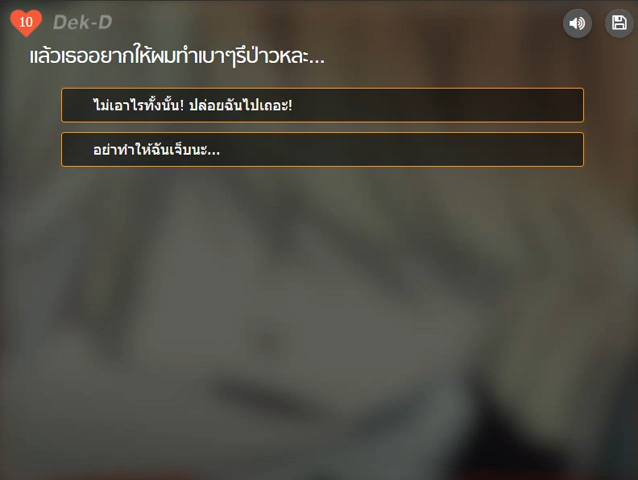 10 Dek-D
แล้วเธออยากให้ผมทำเบาๆรึป่าวหละ...
ไม่เอาไรทั้งนั้น! ปล่อยฉันไปเถอะ!
อย่าทำให้ฉันเจ็บนะ...